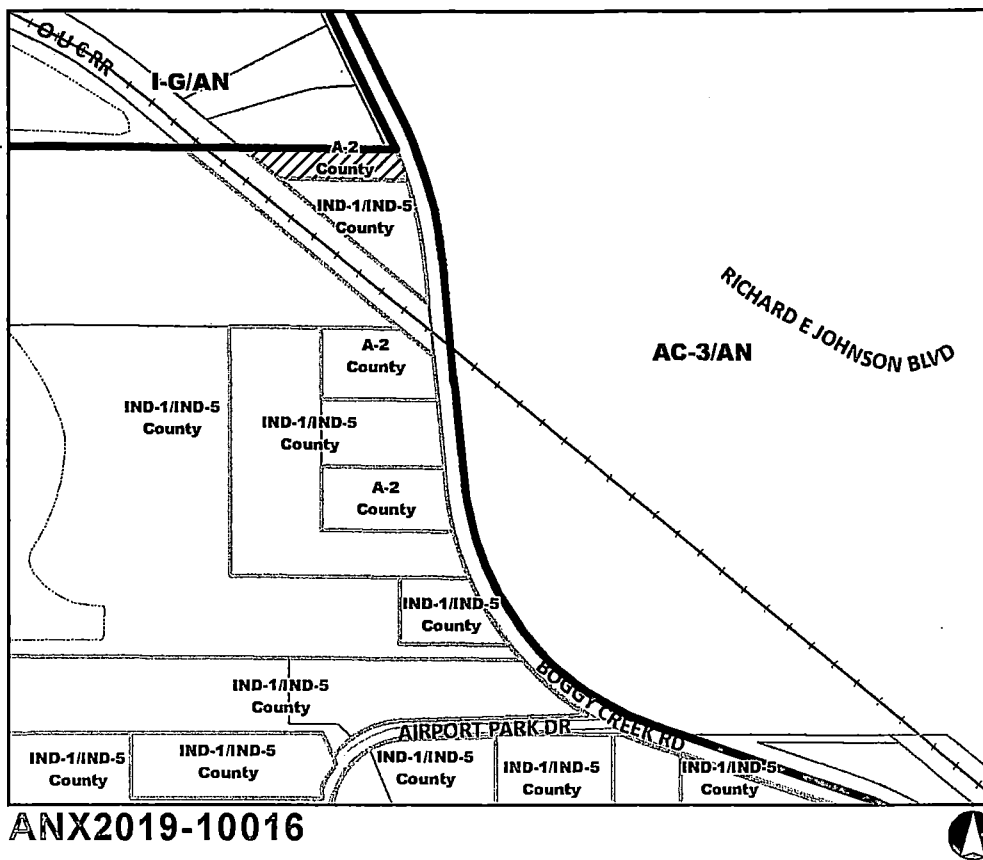 O U C RR
I-G/AN
A-2
County
IND-1/IND-5
County
RICHARD E JOHNSON BLVD
AC-3/AN
A-2
County
IND-1/IND-5
County
IND-1/IND-5
County
A-2
County
IND-1/IND-5
County
BOGGY CREEK RD
IND-1/IND-5
County
AIRPORT PARK DR
IND-1/IND-5
County
IND-1/IND-5
County
IND-1/IND-5
County
IND-1/IND-5
County
IND-1/IND-5
County
ANX2019-10016